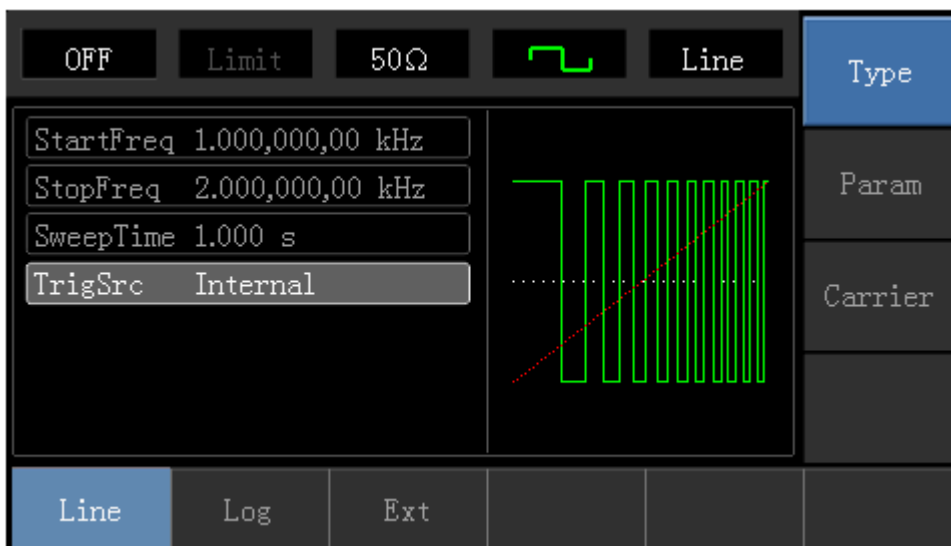 OFF Limit 50Ω Line
Type
StartFreq 1.000,000,00 kHz
StopFreq 2.000,000,00 kHz
SweepTime 1.000 s
TrigSrc Internal
Param
Carrier
Line Log Ext